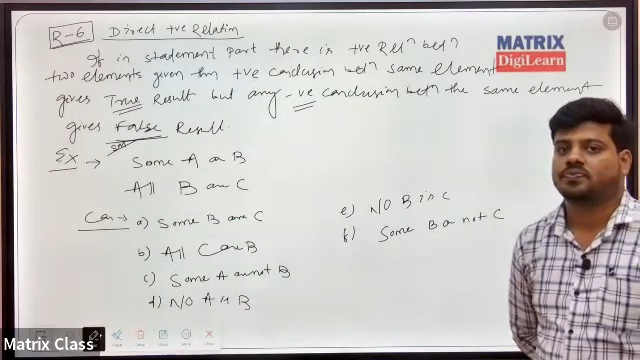 R-6 Direct +ve Relation
If in statement part there is +ve Relⁿ betⁿ
two elements given then +ve conclusion betⁿ same element
gives True Result but any -ve conclusion betⁿ the same element
gives False Result.
Ex → Some A are B
All B are C
Con → a) Some B are C
b) All C are B
c) Some A are not B
d) NO A is B
e) NO B is C
f) Some B are not C
MATRIX
DigiLearn
Matrix Class